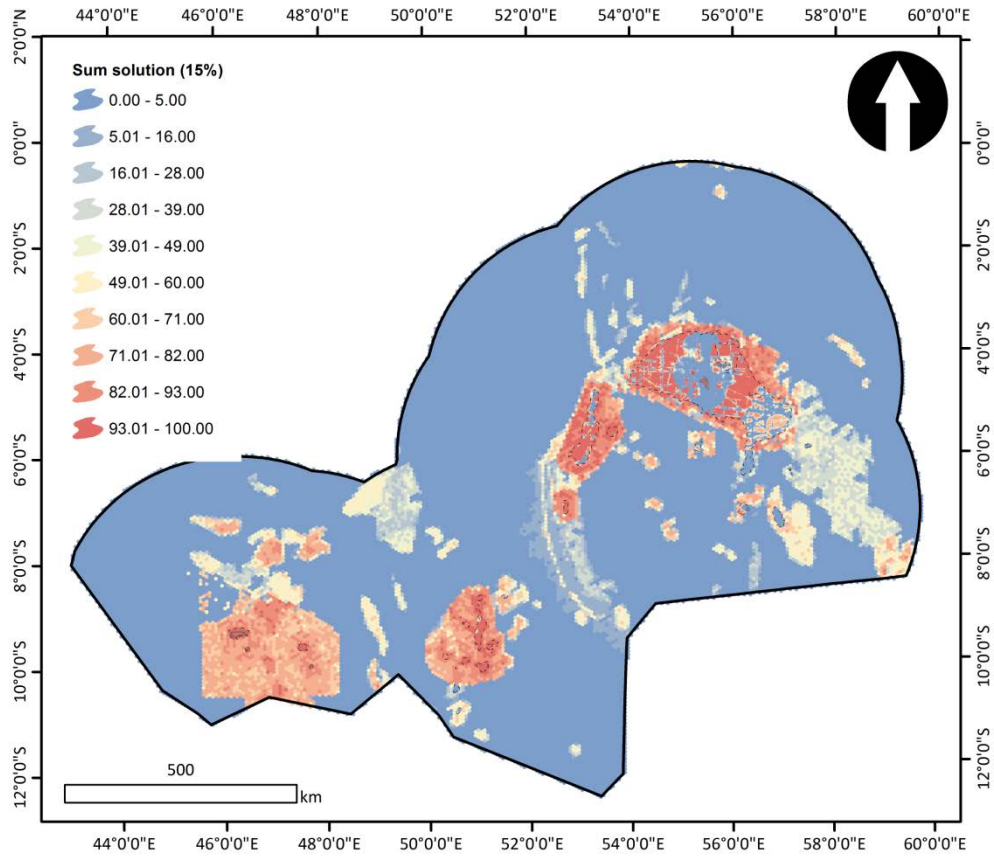 44°0'0"E 46°0'0"E 48°0'0"E 50°0'0"E 52°0'0"E 54°0'0"E 56°0'0"E 58°0'0"E 60°0'0"E
2°0'0"N
0°0'0"
2°0'0"S
4°0'0"S
6°0'0"S
8°0'0"S
10°0'0"S
12°0'0"S
Sum solution (15%)
0.00 - 5.00
5.01 - 16.00
16.01 - 28.00
28.01 - 39.00
39.01 - 49.00
49.01 - 60.00
60.01 - 71.00
71.01 - 82.00
82.01 - 93.00
93.01 - 100.00
0°0'0"
2°0'0"S
4°0'0"S
6°0'0"S
8°0'0"S
10°0'0"S
12°0'0"S
500
km
44°0'0"E 46°0'0"E 48°0'0"E 50°0'0"E 52°0'0"E 54°0'0"E 56°0'0"E 58°0'0"E 60°0'0"E